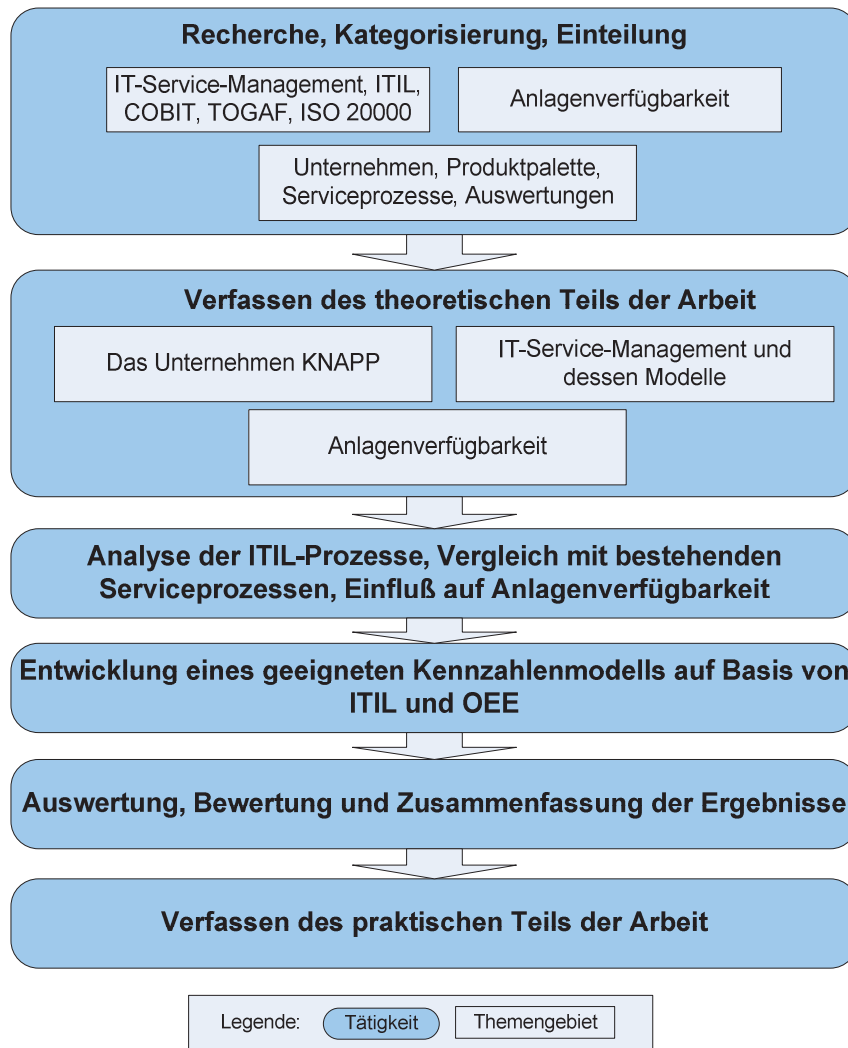 Recherche, Kategorisierung, Einteilung
IT-Service-Management, ITIL,
COBIT, TOGAF, ISO 20000
Anlagenverfügbarkeit
Unternehmen, Produktpalette,
Serviceprozesse, Auswertungen
Verfassen des theoretischen Teils der Arbeit
Das Unternehmen KNAPP
IT-Service-Management und
dessen Modelle
Anlagenverfügbarkeit
Analyse der ITIL-Prozesse, Vergleich mit bestehenden
Serviceprozessen, Einfluß auf Anlagenverfügbarkeit
Entwicklung eines geeigneten Kennzahlenmodells auf Basis von
ITIL und OEE
Auswertung, Bewertung und Zusammenfassung der Ergebnisse
Verfassen des praktischen Teils der Arbeit
Legende: Tätigkeit Themengebiet